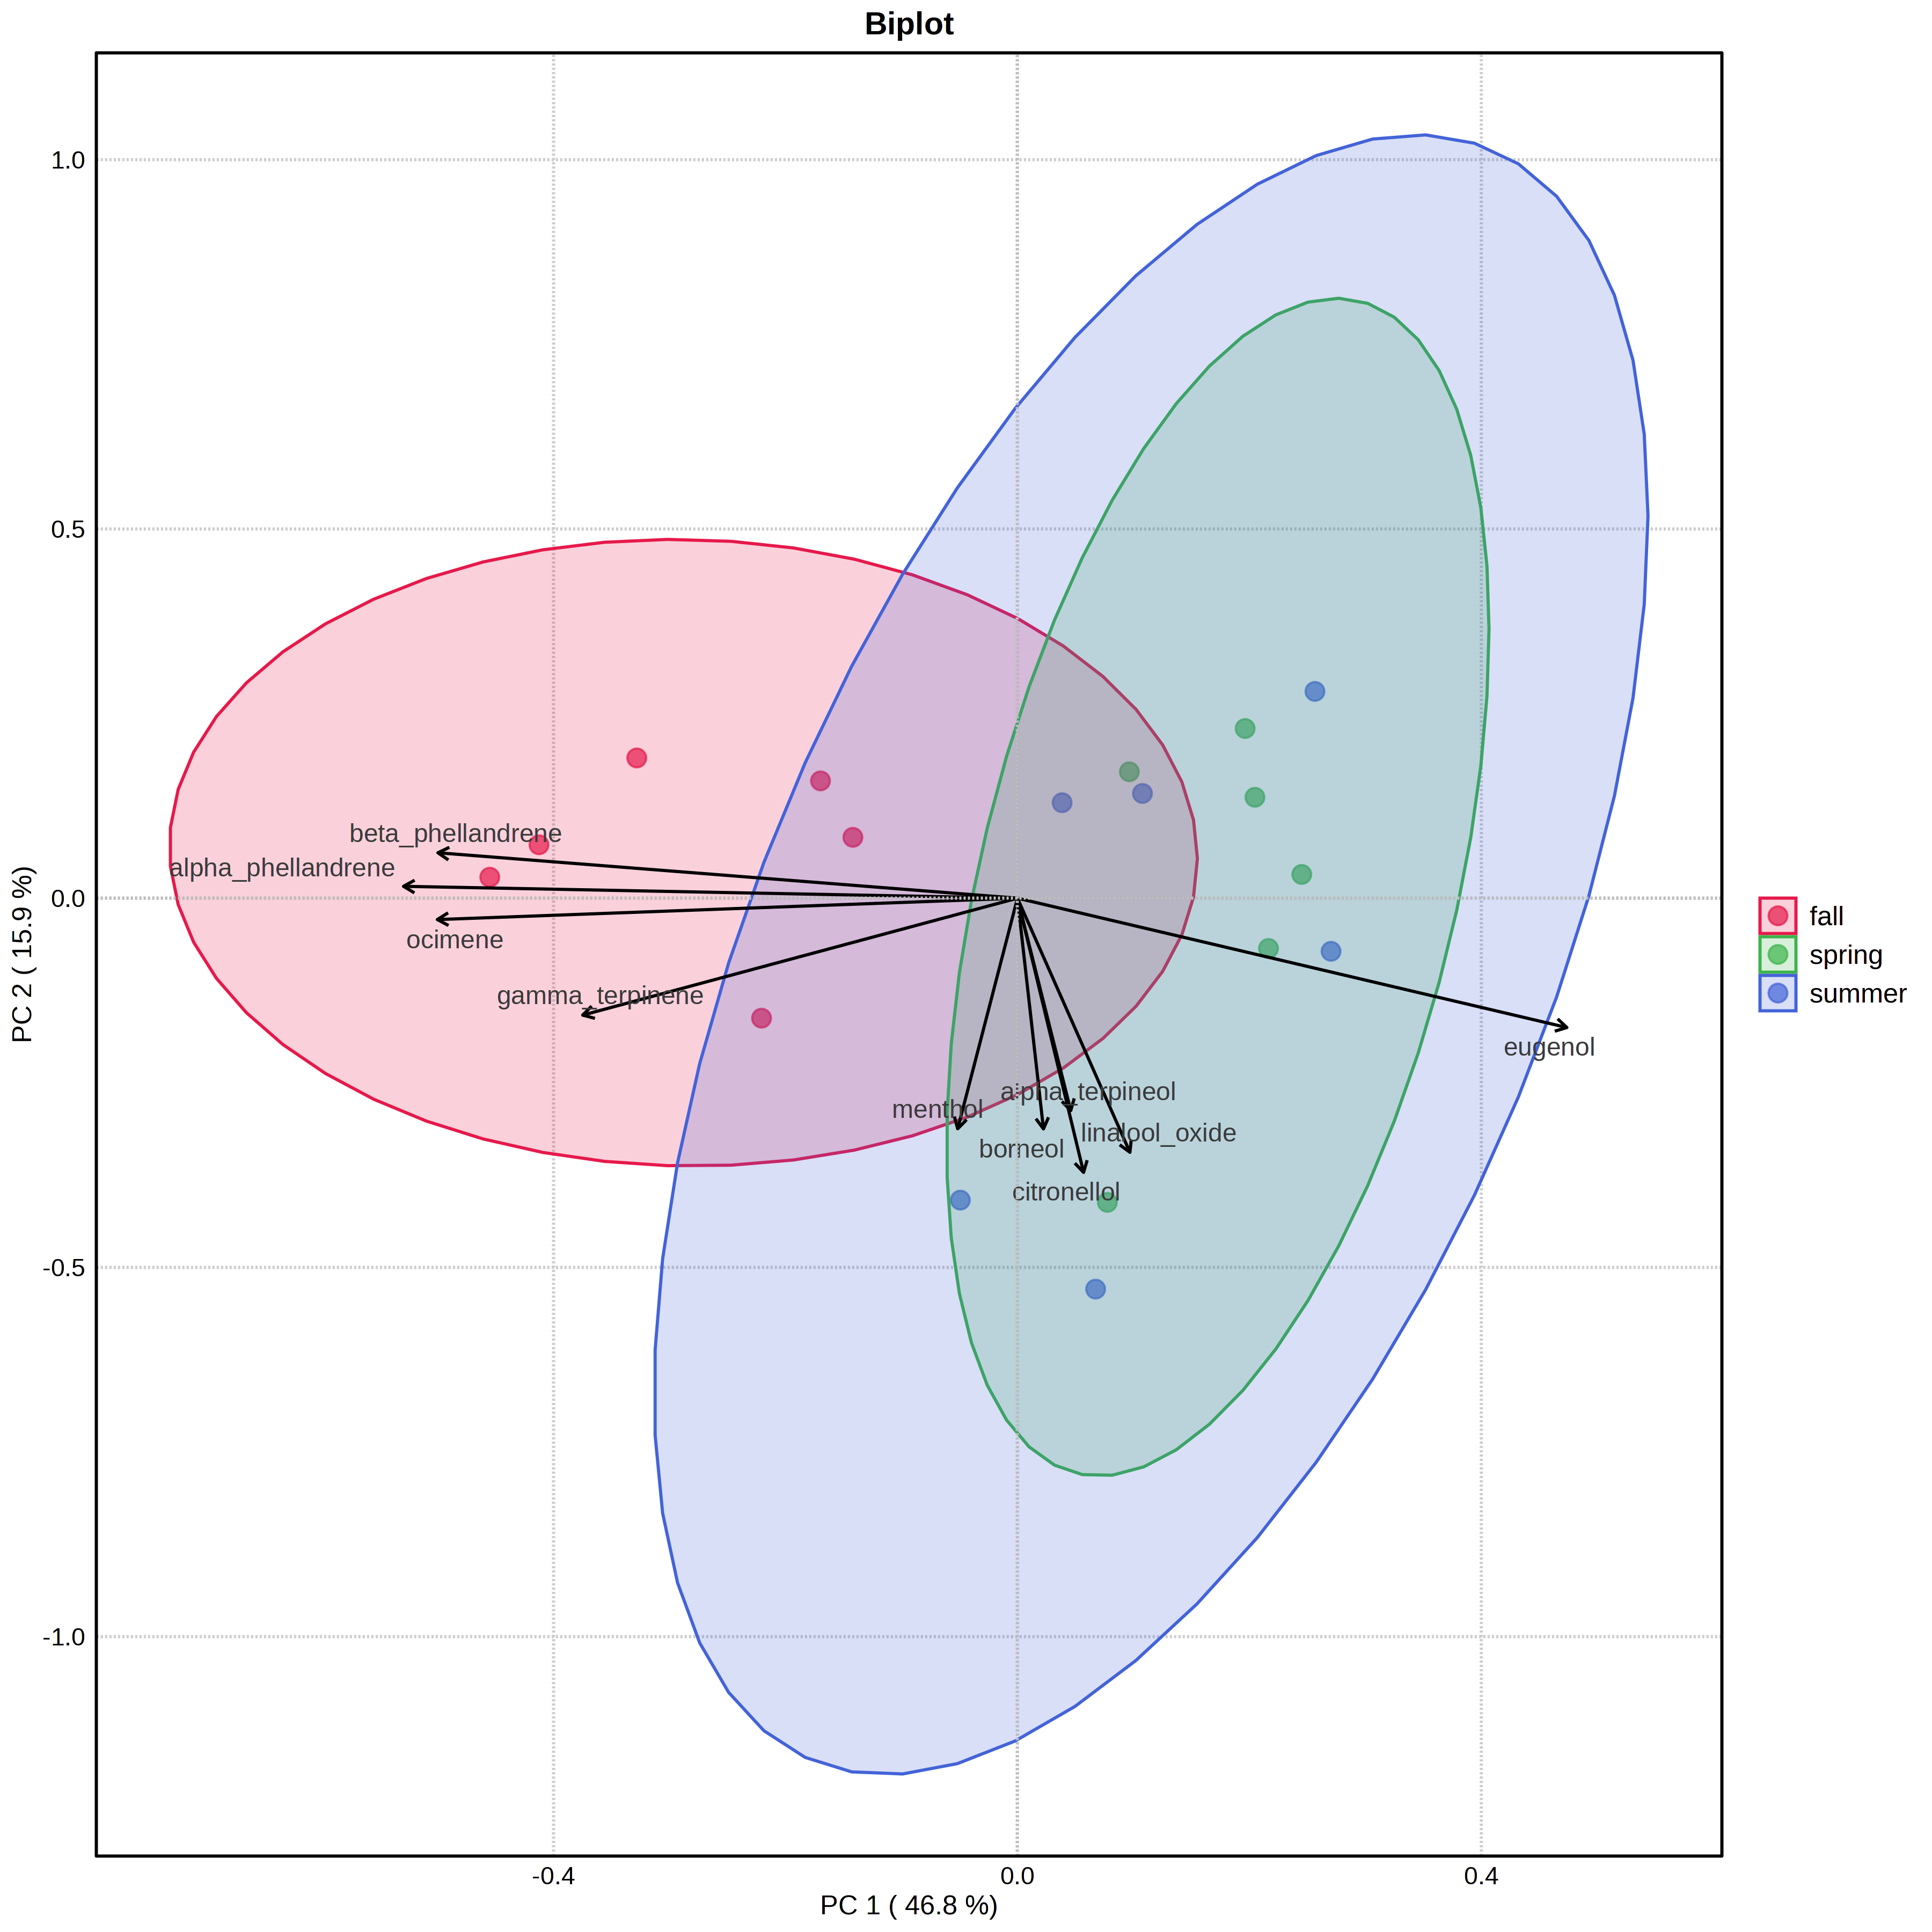 Biplot
1.0
0.5
0.0
-0.5
-1.0
PC 2 ( 15.9 %)
beta_phellandrene
alpha_phellandrene
ocimene
gamma_terpinene
eugenol
alpha_terpineol
menthol
linalool_oxide
borneol
citronellol
fall
spring
summer
-0.4
0.0
0.4
PC 1 ( 46.8 %)